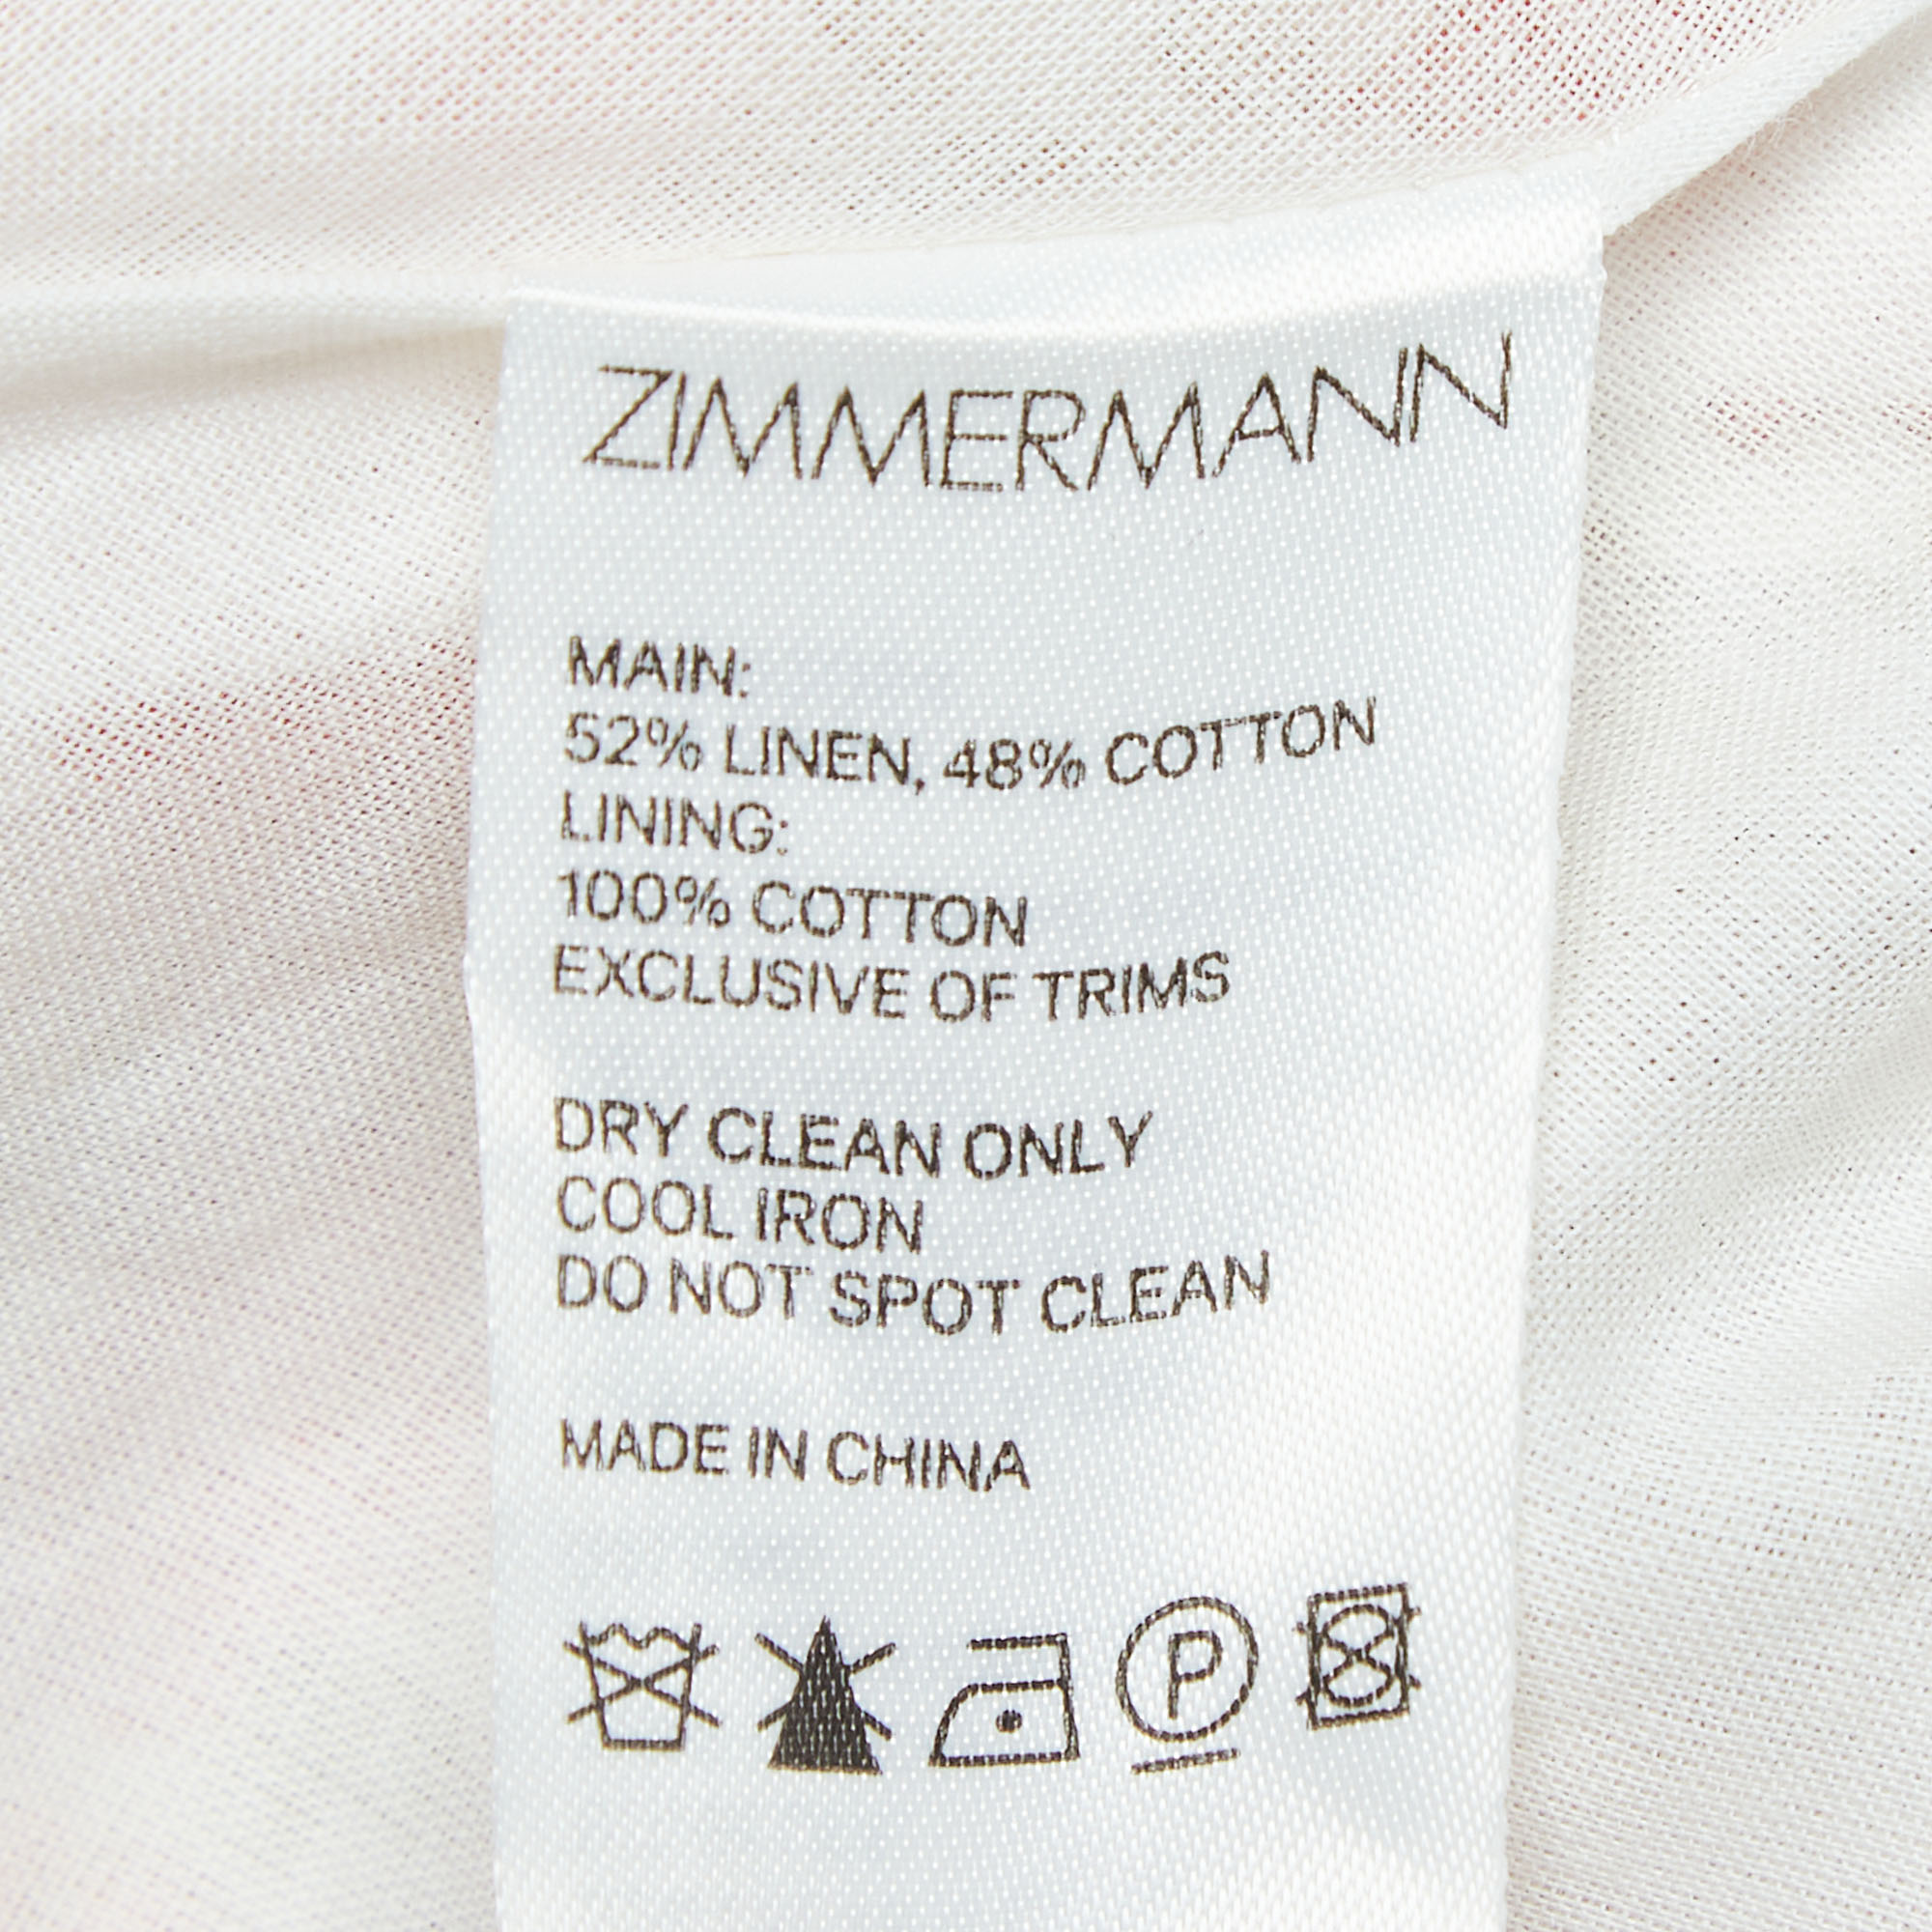 ZIMMERMANN
MAIN:
52% LINEN, 48% COTTON
LINING:
100% COTTON
EXCLUSIVE OF TRIMS
DRY CLEAN ONLY
COOL IRON
DO NOT SPOT CLEAN
MADE IN CHINA
P